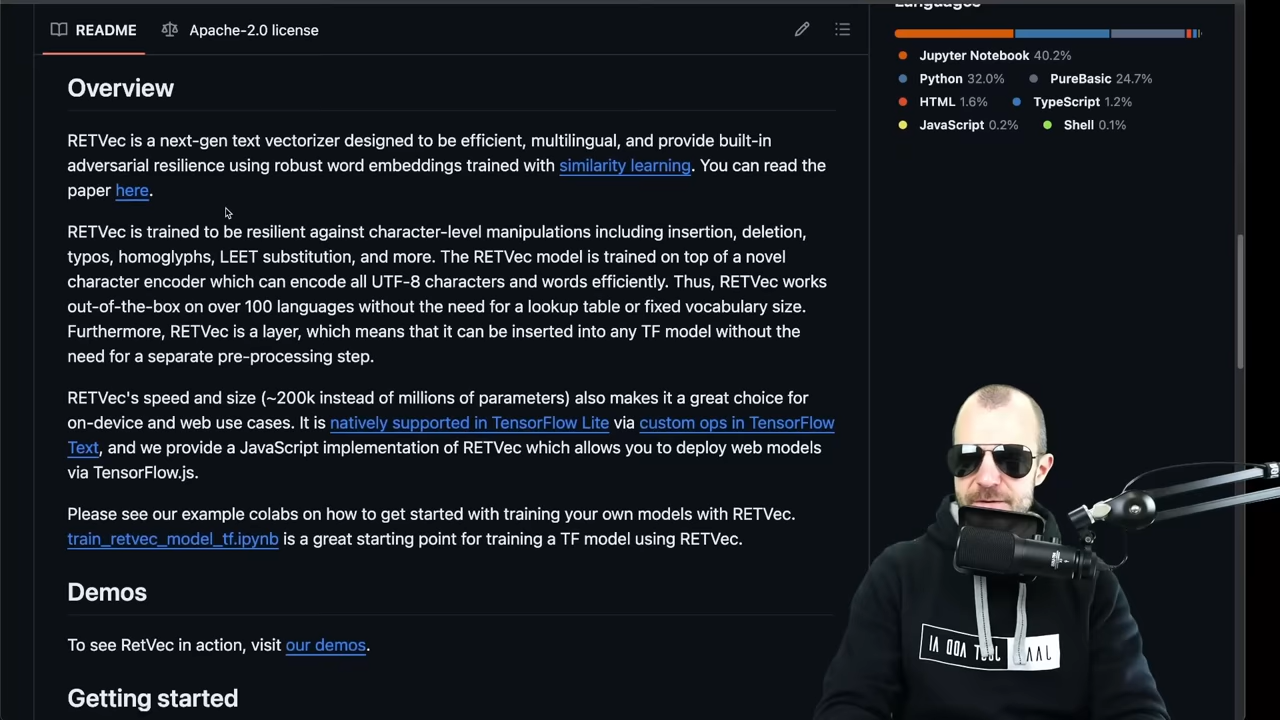 README
Apache-2.0 license
Overview
RETVec is a next-gen text vectorizer designed to be efficient, multilingual, and provide built-in
adversarial resilience using robust word embeddings trained with similarity learning. You can read the
paper here.
RETVec is trained to be resilient against character-level manipulations including insertion, deletion,
typos, homoglyphs, LEET substitution, and more. The RETVec model is trained on top of a novel
character encoder which can encode all UTF-8 characters and words efficiently. Thus, RETVec works
out-of-the-box on over 100 languages without the need for a lookup table or fixed vocabulary size.
Furthermore, RETVec is a layer, which means that it can be inserted into any TF model without the
need for a separate pre-processing step.
RETVec's speed and size (~200k instead of millions of parameters) also makes it a great choice for
on-device and web use cases. It is natively supported in TensorFlow Lite via custom ops in TensorFlow
Text, and we provide a JavaScript implementation of RETVec which allows you to deploy web models
via TensorFlow.js.
Please see our example colabs on how to get started with training your own models with RETVec.
train_retvec_model_tf.ipynb is a great starting point for training a TF model using RETVec.
Demos
To see RetVec in action, visit our demos.
Getting started
Languages
Jupyter Notebook 40.2%
Python 32.0% PureBasic 24.7%
HTML 1.6% TypeScript 1.2%
JavaScript 0.2% Shell 0.1%